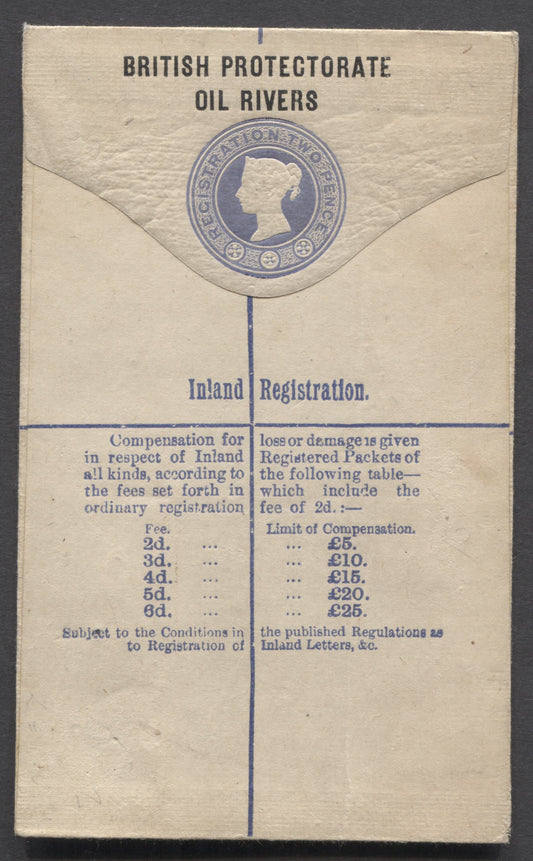 BRITISH PROTECTORATE
OIL RIVERS
REGISTRATION TWO PENCE
Inland Registration.
Compensation for loss or damage is given
in respect of Inland Registered Packets of
all kinds, according to the following table—
the fees set forth in which include the
ordinary registration fee of 2d.:—
Fee. Limit of Compensation.
2d. ... ... £5.
3d. ... ... £10.
4d. ... ... £15.
5d. ... ... £20.
6d. ... ... £25.
Subject to the Conditions in the published Regulations as
to Registration of Inland Letters, &c.